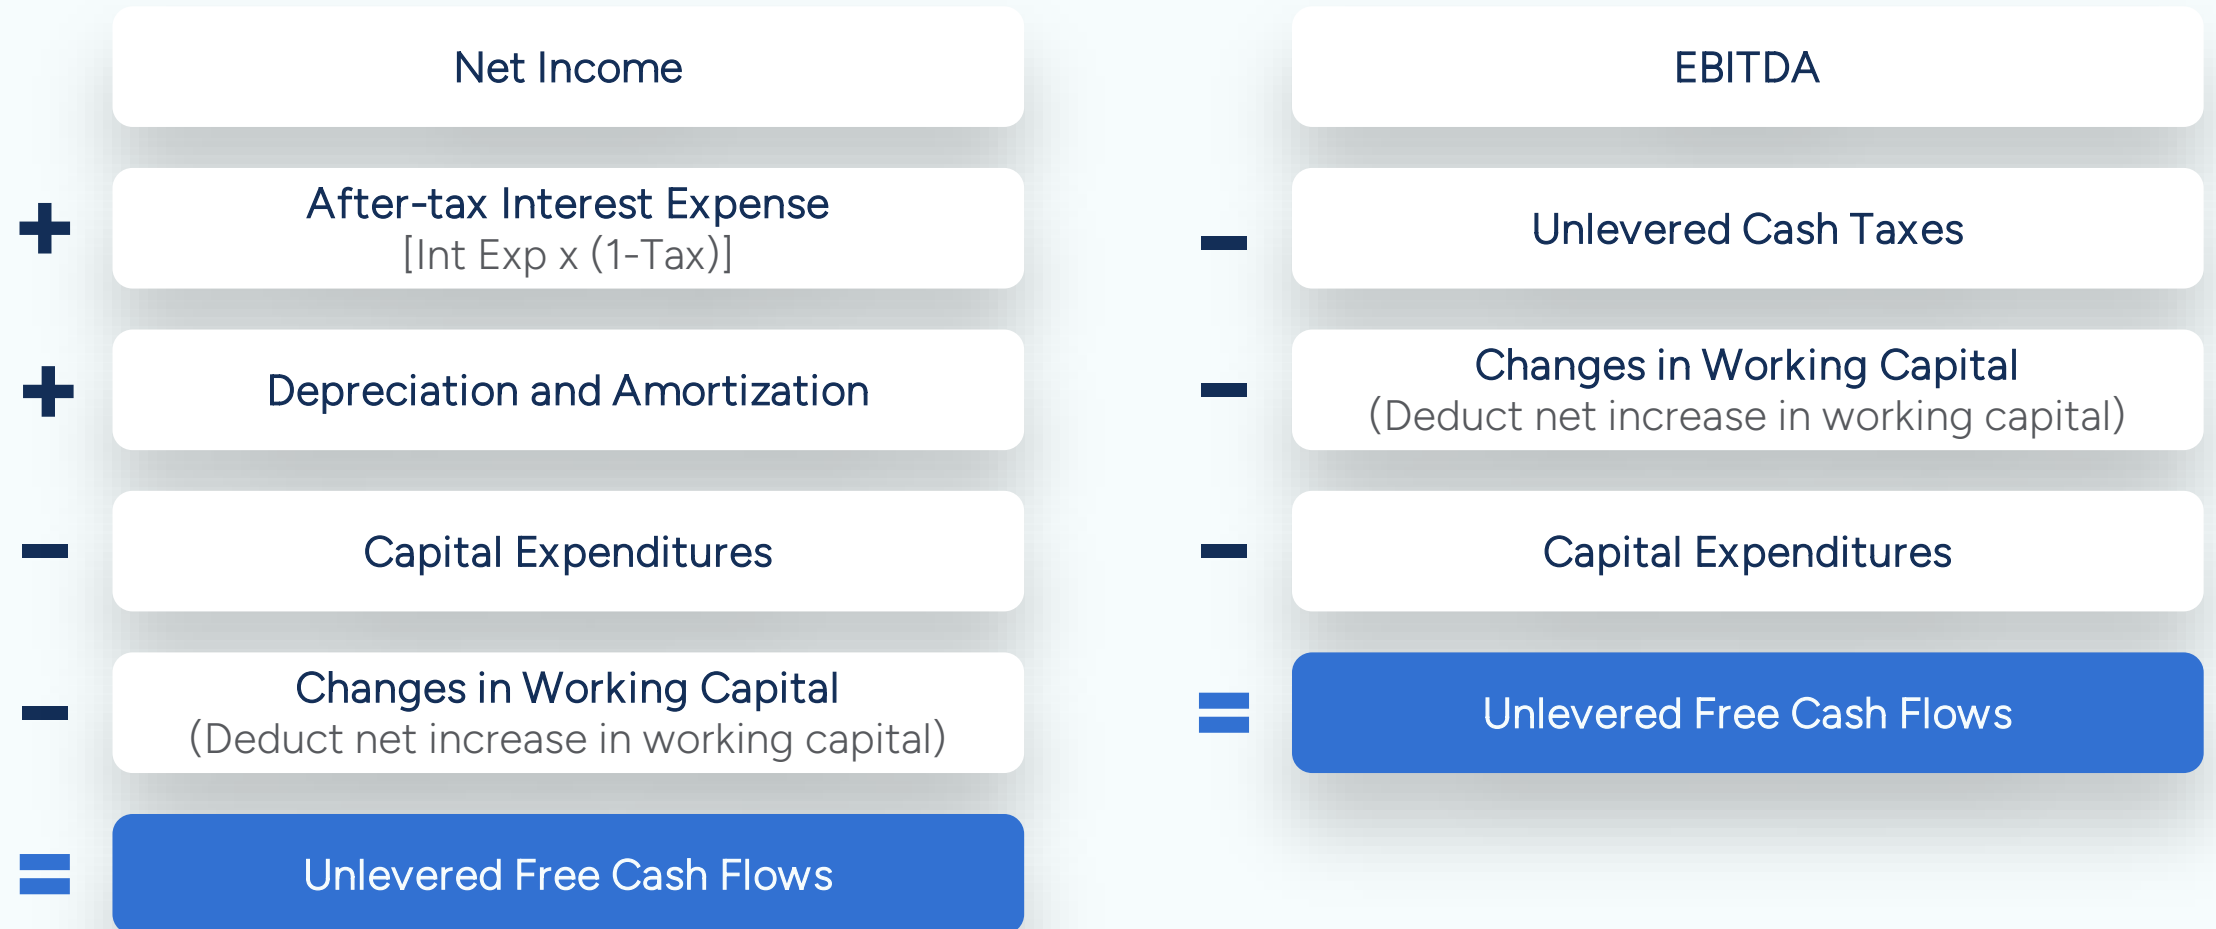 Net Income
+
After-tax Interest Expense
[Int Exp x (1-Tax)]
+
Depreciation and Amortization
−
Capital Expenditures
−
Changes in Working Capital
(Deduct net increase in working capital)
=
Unlevered Free Cash Flows
EBITDA
−
Unlevered Cash Taxes
−
Changes in Working Capital
(Deduct net increase in working capital)
−
Capital Expenditures
=
Unlevered Free Cash Flows